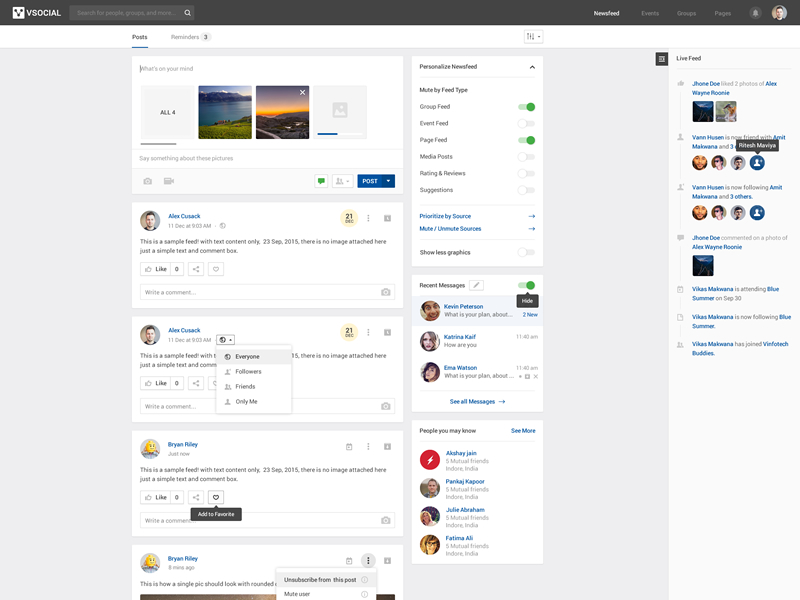 VSOCIAL
Search for people, groups, and more...
Newsfeed
Events
Groups
Pages
Posts
Reminders 3
What's on your mind
ALL 4
Say something about these pictures
POST
Alex Cusack
11 Dec at 9:03 AM
21
DEC
This is a sample feed! with text content only, 23 Sep, 2015, there is no image attached here
just a simple text and comment box.
Like 0
Write a comment...
Alex Cusack
11 Dec at 9:03 AM
21
DEC
This is a sample feed! with text content only, 23 Sep, 2015, there is no image attached here
just a simple text and comment box.
Everyone
Followers
Friends
Only Me
Like 0
Write a comment...
Bryan Riley
Just now
This is a sample feed! with text content only, 23 Sep, 2015, there is no image attached here
just a simple text and comment box.
Like 0
Add to Favorite
Write a comment...
Bryan Riley
8 mins ago
This is how a single pic should look with rounded
Unsubscribe from this post
Mute user
Personalize Newsfeed
Mute by Feed Type
Group Feed
Event Feed
Page Feed
Media Posts
Rating & Reviews
Suggestions
Prioritize by Source
Mute / Unmute Sources
Show less graphics
Recent Messages
Hide
Kevin Peterson
What is your plan, about...
2 New
Katrina Kaif
11:40 am
How are you
Ema Watson
11:40 am
What is your plan, about...
See all Messages
People you may know
See More
Akshay.jain
5 Mutual friends
Indore, India
Pankaj Kapoor
5 Mutual friends
Indore, India
Julie Abraham
5 Mutual friends
Indore, India
Fatima Ali
5 Mutual friends
Indore, India
Live Feed
Jhone Doe liked 2 photos of Alex
Wayne Roonie
Vann Husen is now friend with Amit
Makwana and 3
Ritesh Maviya
Vann Husen is now following Amit
Makwana and 3 others.
Jhone Doe commented on a photo of
Alex Wayne Roonie
Vikas Makwana is attending Blue
Summer on Sep 30
Vikas Makwana is now following Blue
Summer.
Vikas Makwana has joined Vinfotech
Buddies.